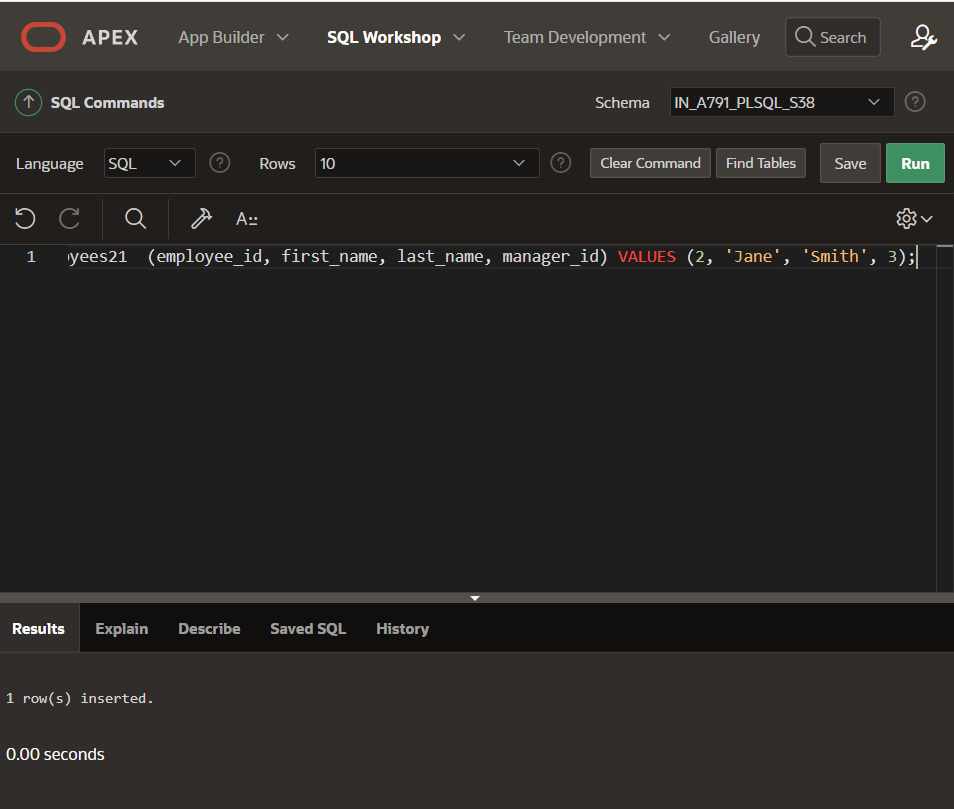 APEX App Builder SQL Workshop Team Development Gallery Search
SQL Commands Schema IN_A791_PLSQL_S38 ?
Language SQL ? Rows 10 ? Clear Command Find Tables Save Run
A::
1 yees21 (employee_id, first_name, last_name, manager_id) VALUES (2, 'Jane', 'Smith', 3);
Results Explain Describe Saved SQL History
1 row(s) inserted.
0.00 seconds